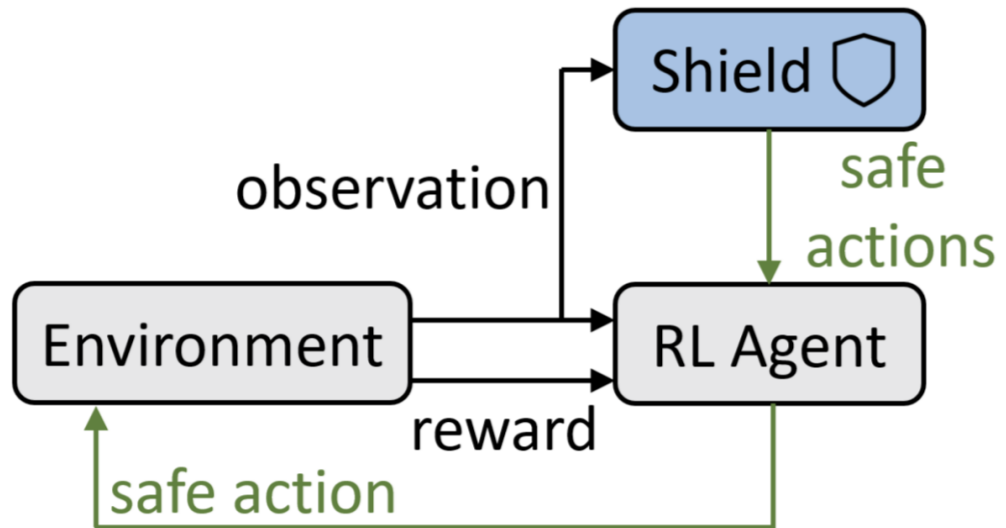 Shield
safe
actions
observation
Environment
RL Agent
reward
safe action